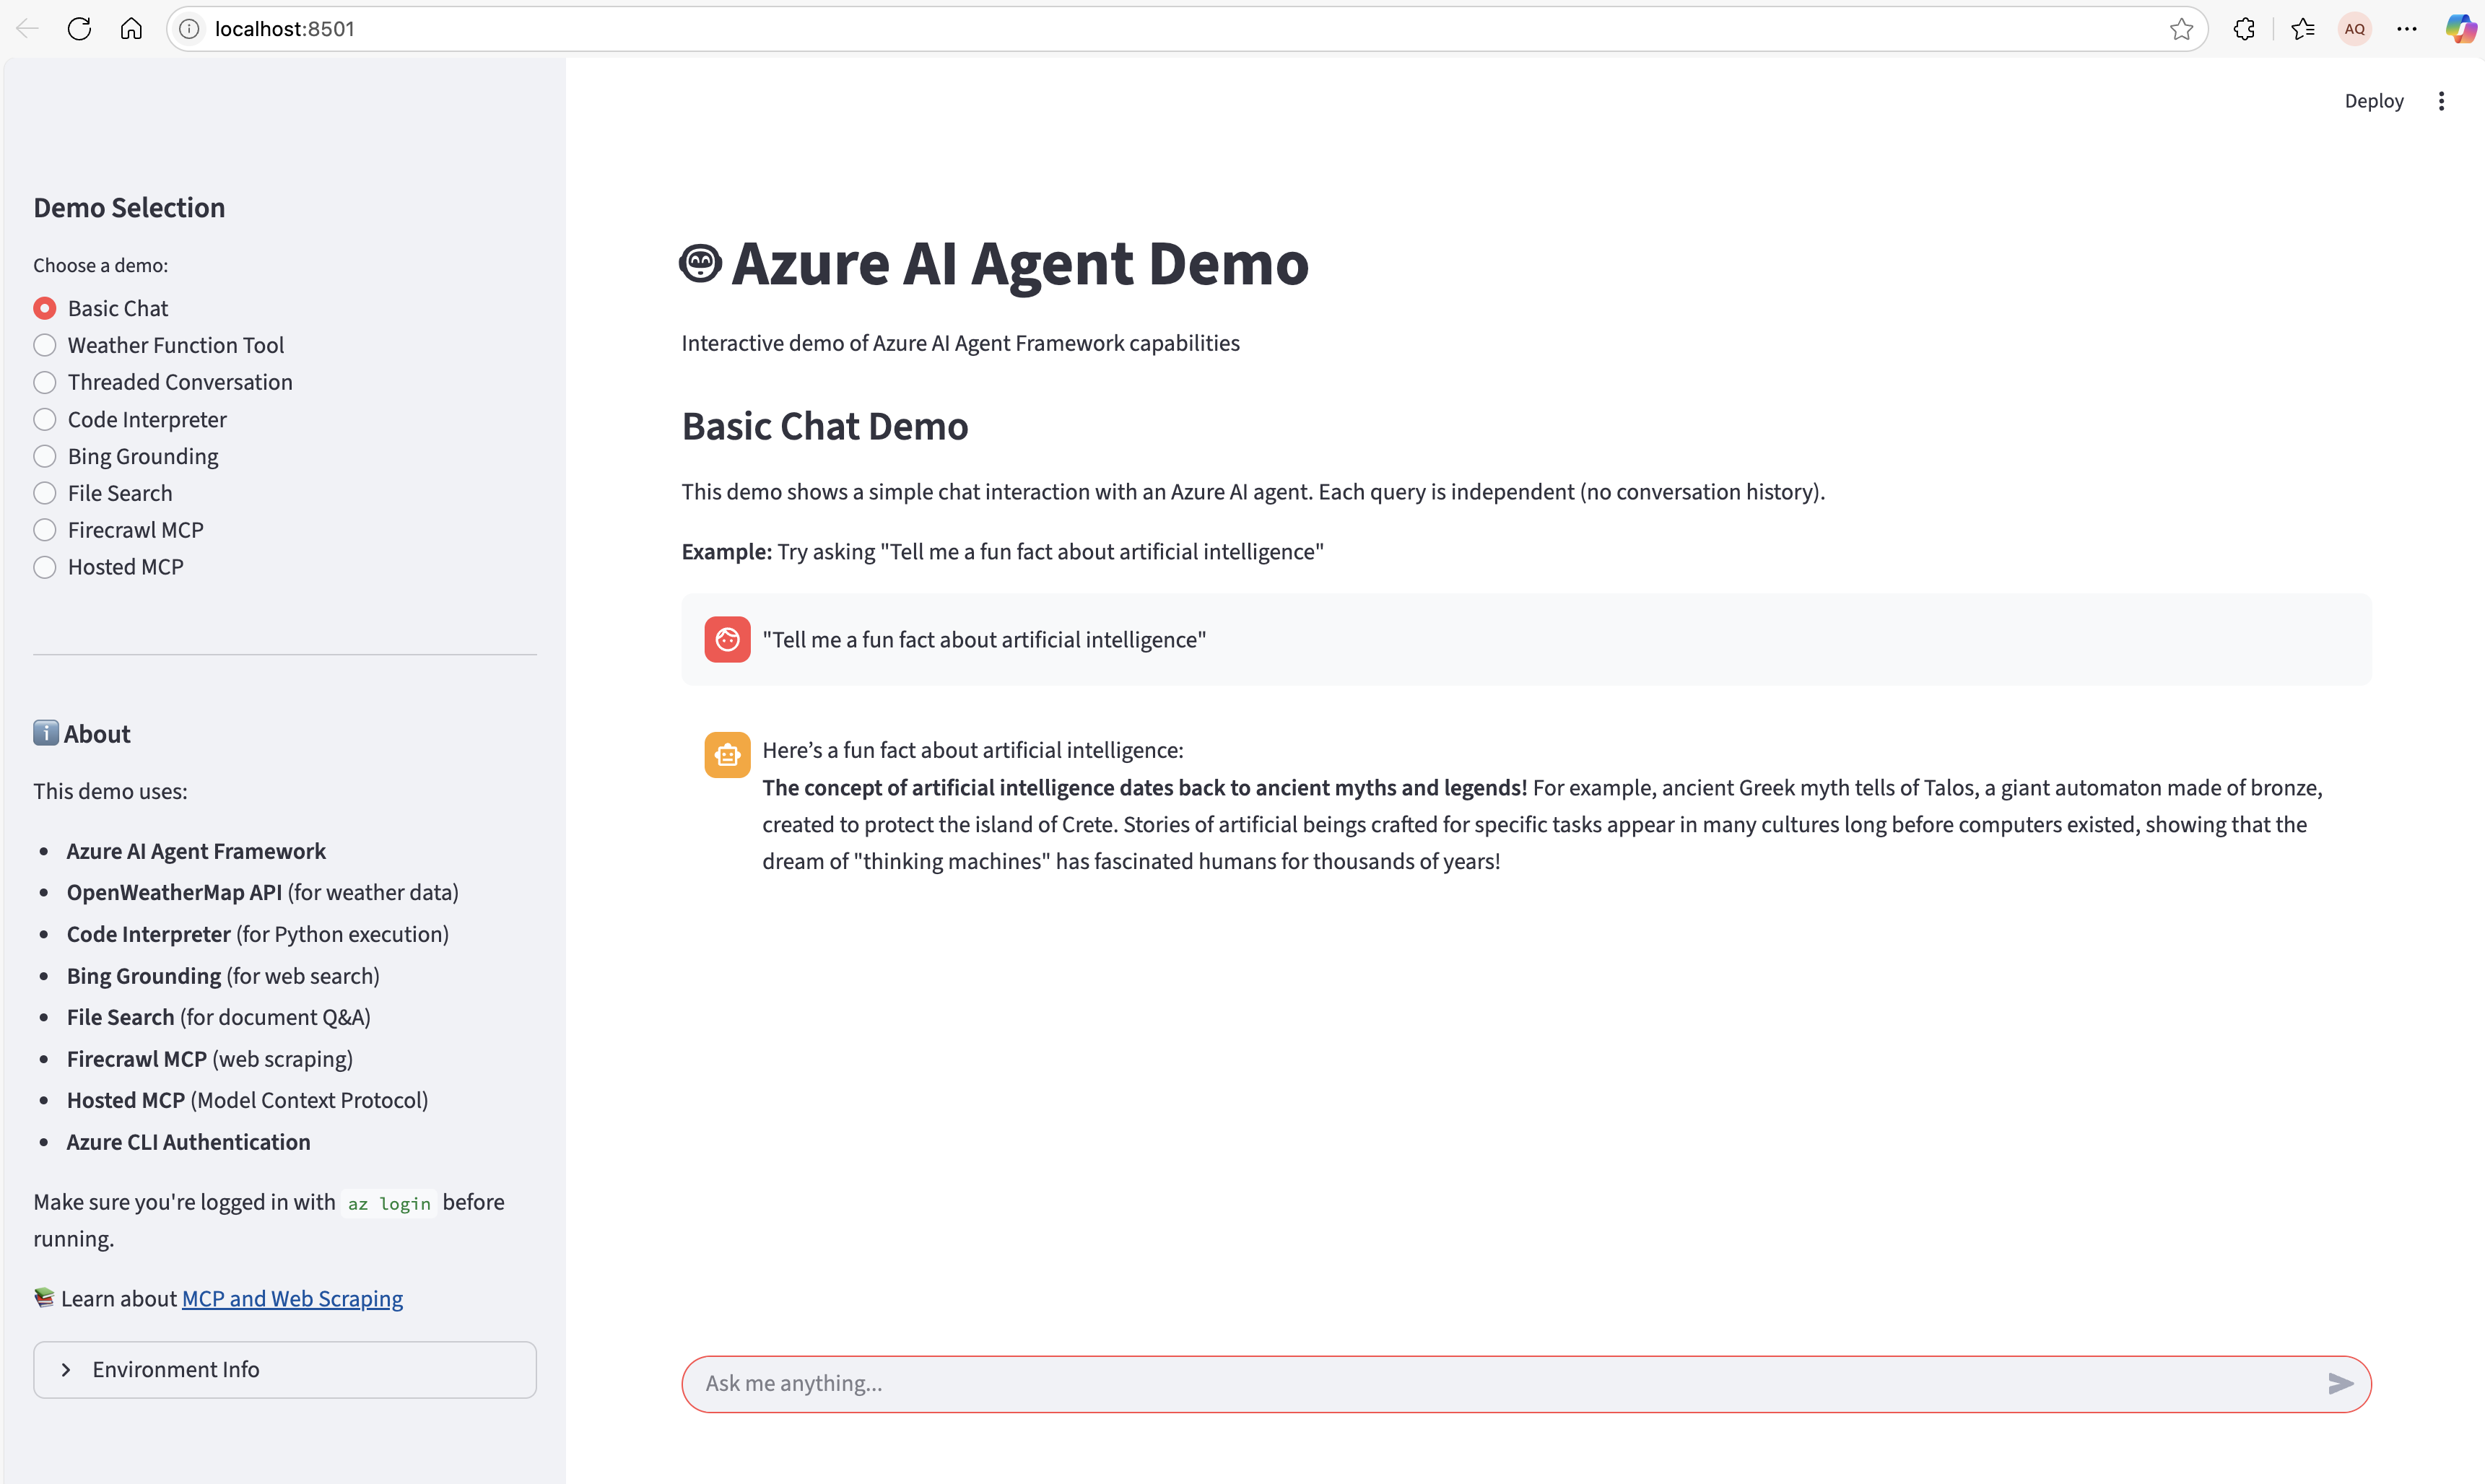 localhost:8501
AQ
Deploy
Demo Selection
Choose a demo:
Basic Chat
Weather Function Tool
Threaded Conversation
Code Interpreter
Bing Grounding
File Search
Firecrawl MCP
Hosted MCP
About
This demo uses:
• Azure AI Agent Framework
• OpenWeatherMap API (for weather data)
• Code Interpreter (for Python execution)
• Bing Grounding (for web search)
• File Search (for document Q&A)
• Firecrawl MCP (web scraping)
• Hosted MCP (Model Context Protocol)
• Azure CLI Authentication
Make sure you're logged in with az login before
running.
Learn about MCP and Web Scraping
Environment Info
Azure AI Agent Demo
Interactive demo of Azure AI Agent Framework capabilities
Basic Chat Demo
This demo shows a simple chat interaction with an Azure AI agent. Each query is independent (no conversation history).
Example: Try asking "Tell me a fun fact about artificial intelligence"
"Tell me a fun fact about artificial intelligence"
Here’s a fun fact about artificial intelligence:
The concept of artificial intelligence dates back to ancient myths and legends! For example, ancient Greek myth tells of Talos, a giant automaton made of bronze,
created to protect the island of Crete. Stories of artificial beings crafted for specific tasks appear in many cultures long before computers existed, showing that the
dream of "thinking machines" has fascinated humans for thousands of years!
Ask me anything...